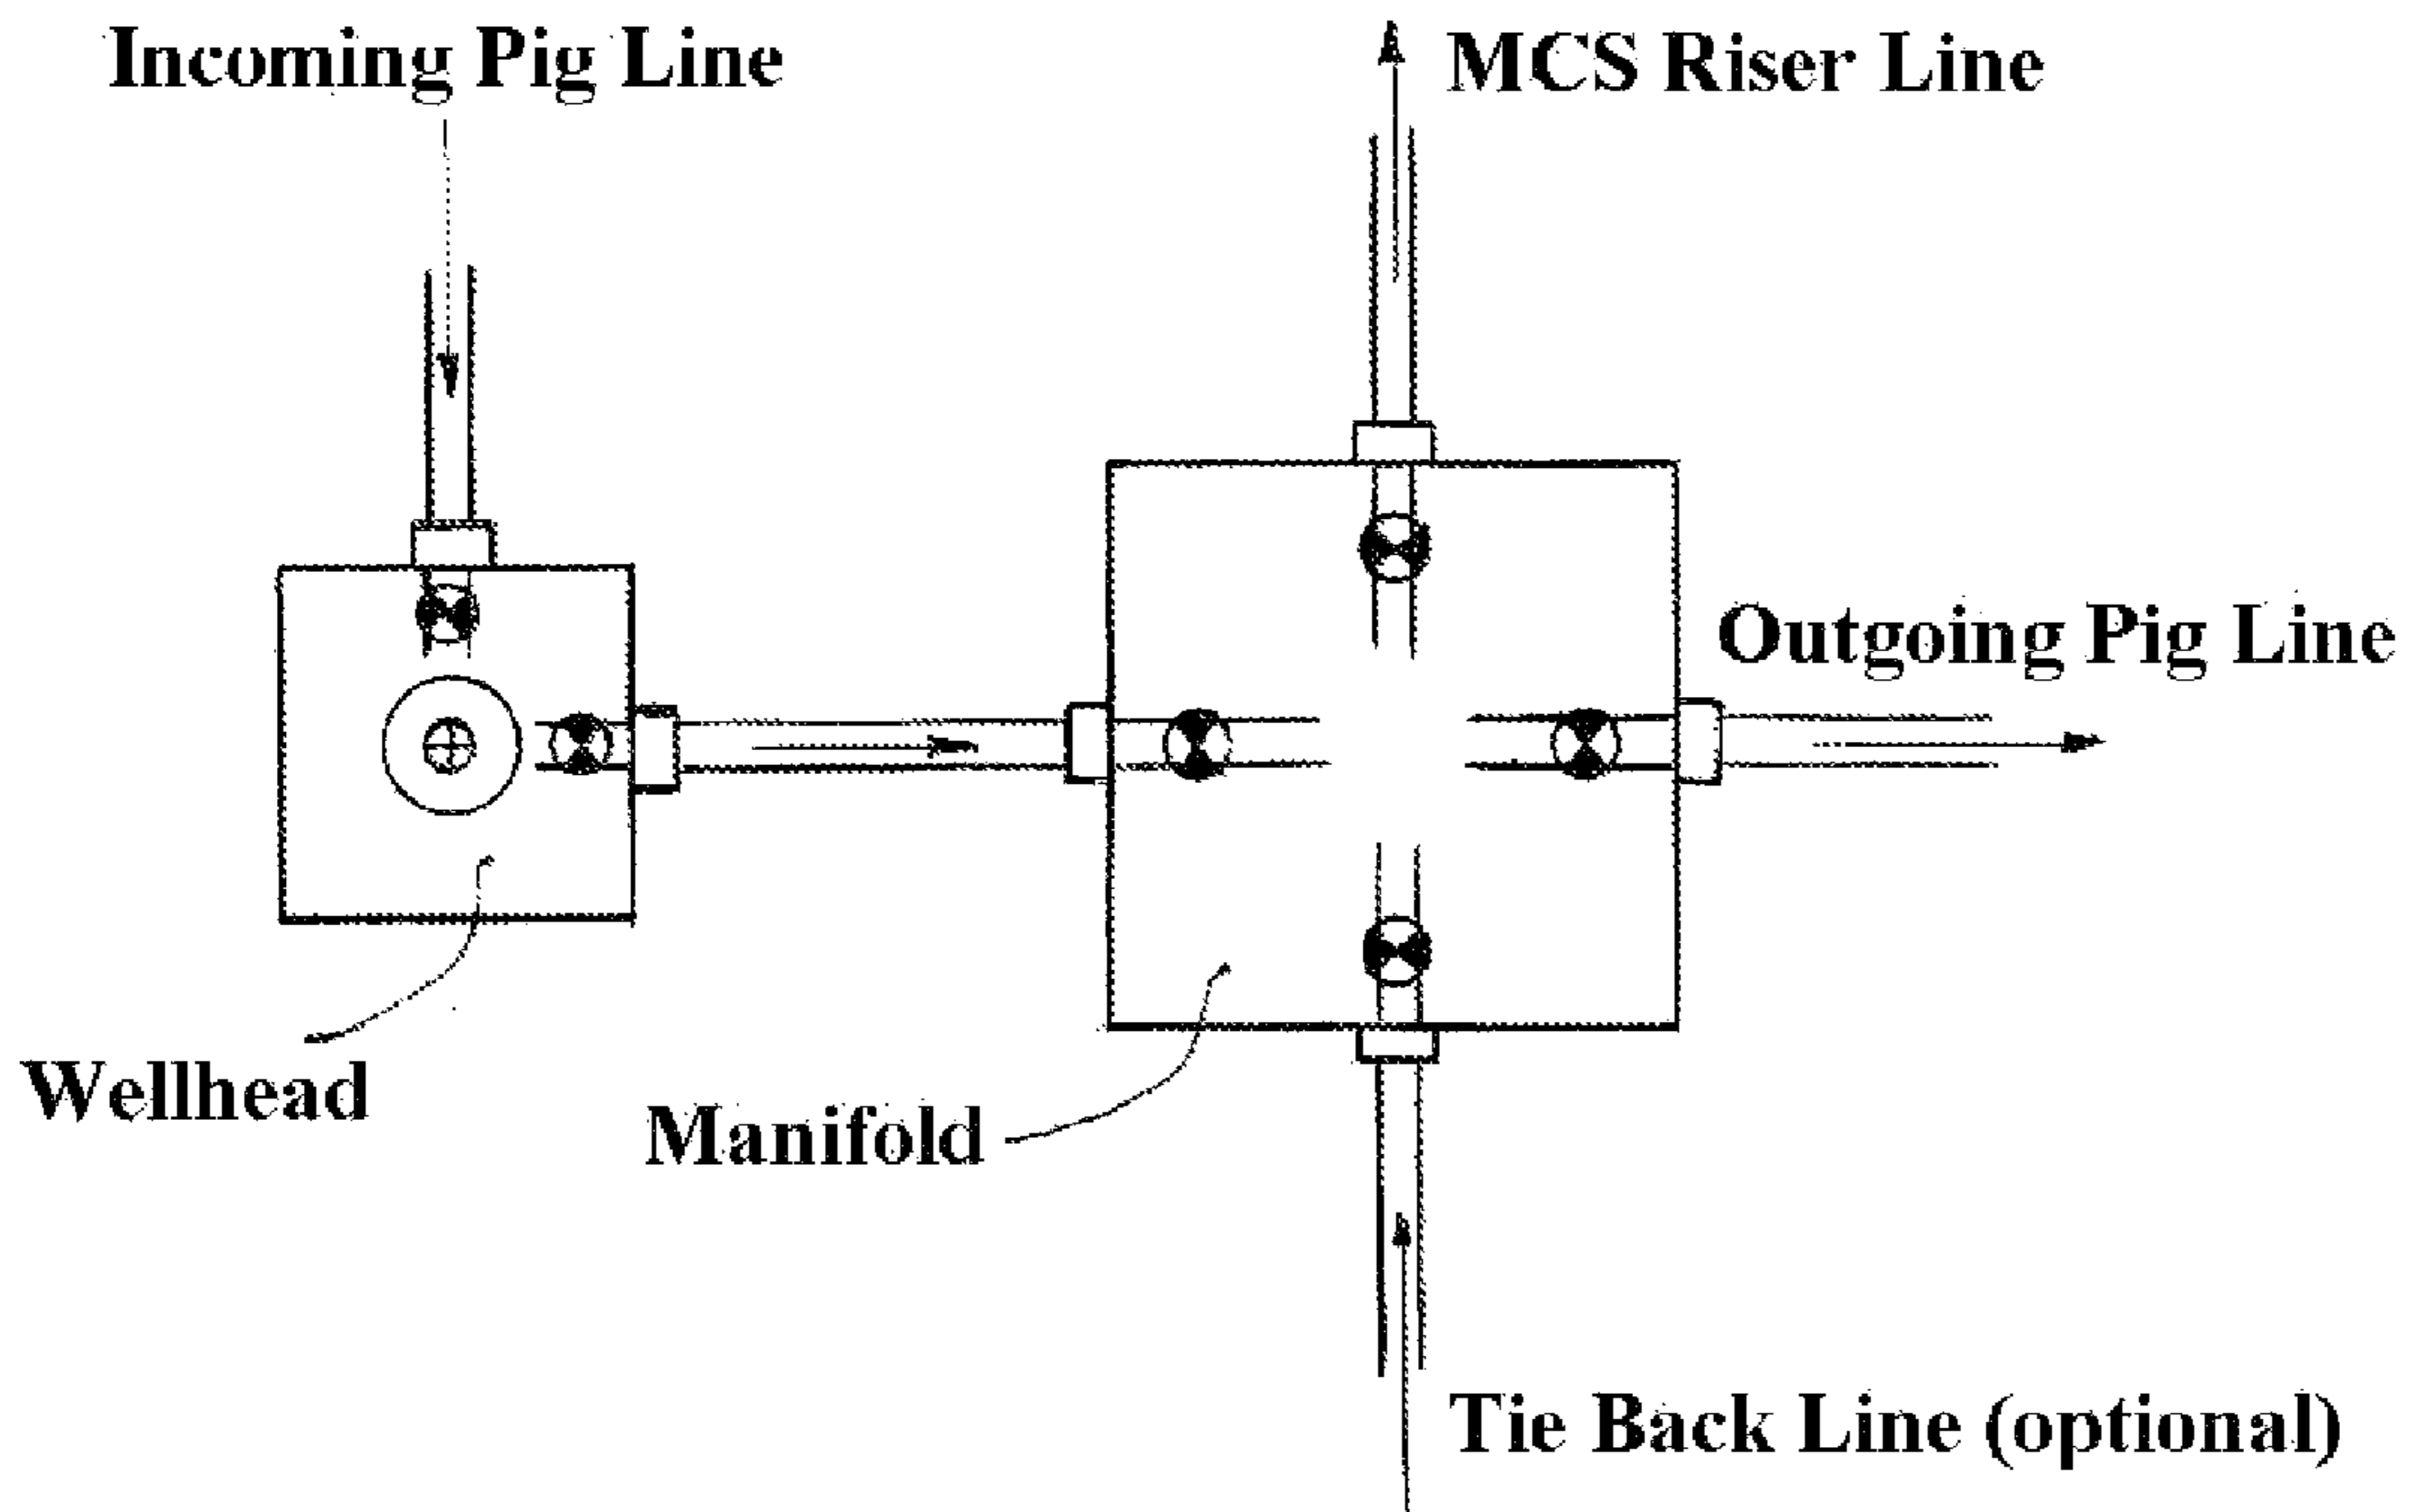 Incoming Pig Line
MCS Riser Line
Outgoing Pig Line
Wellhead
Manifold
Tie Back Line (optional)